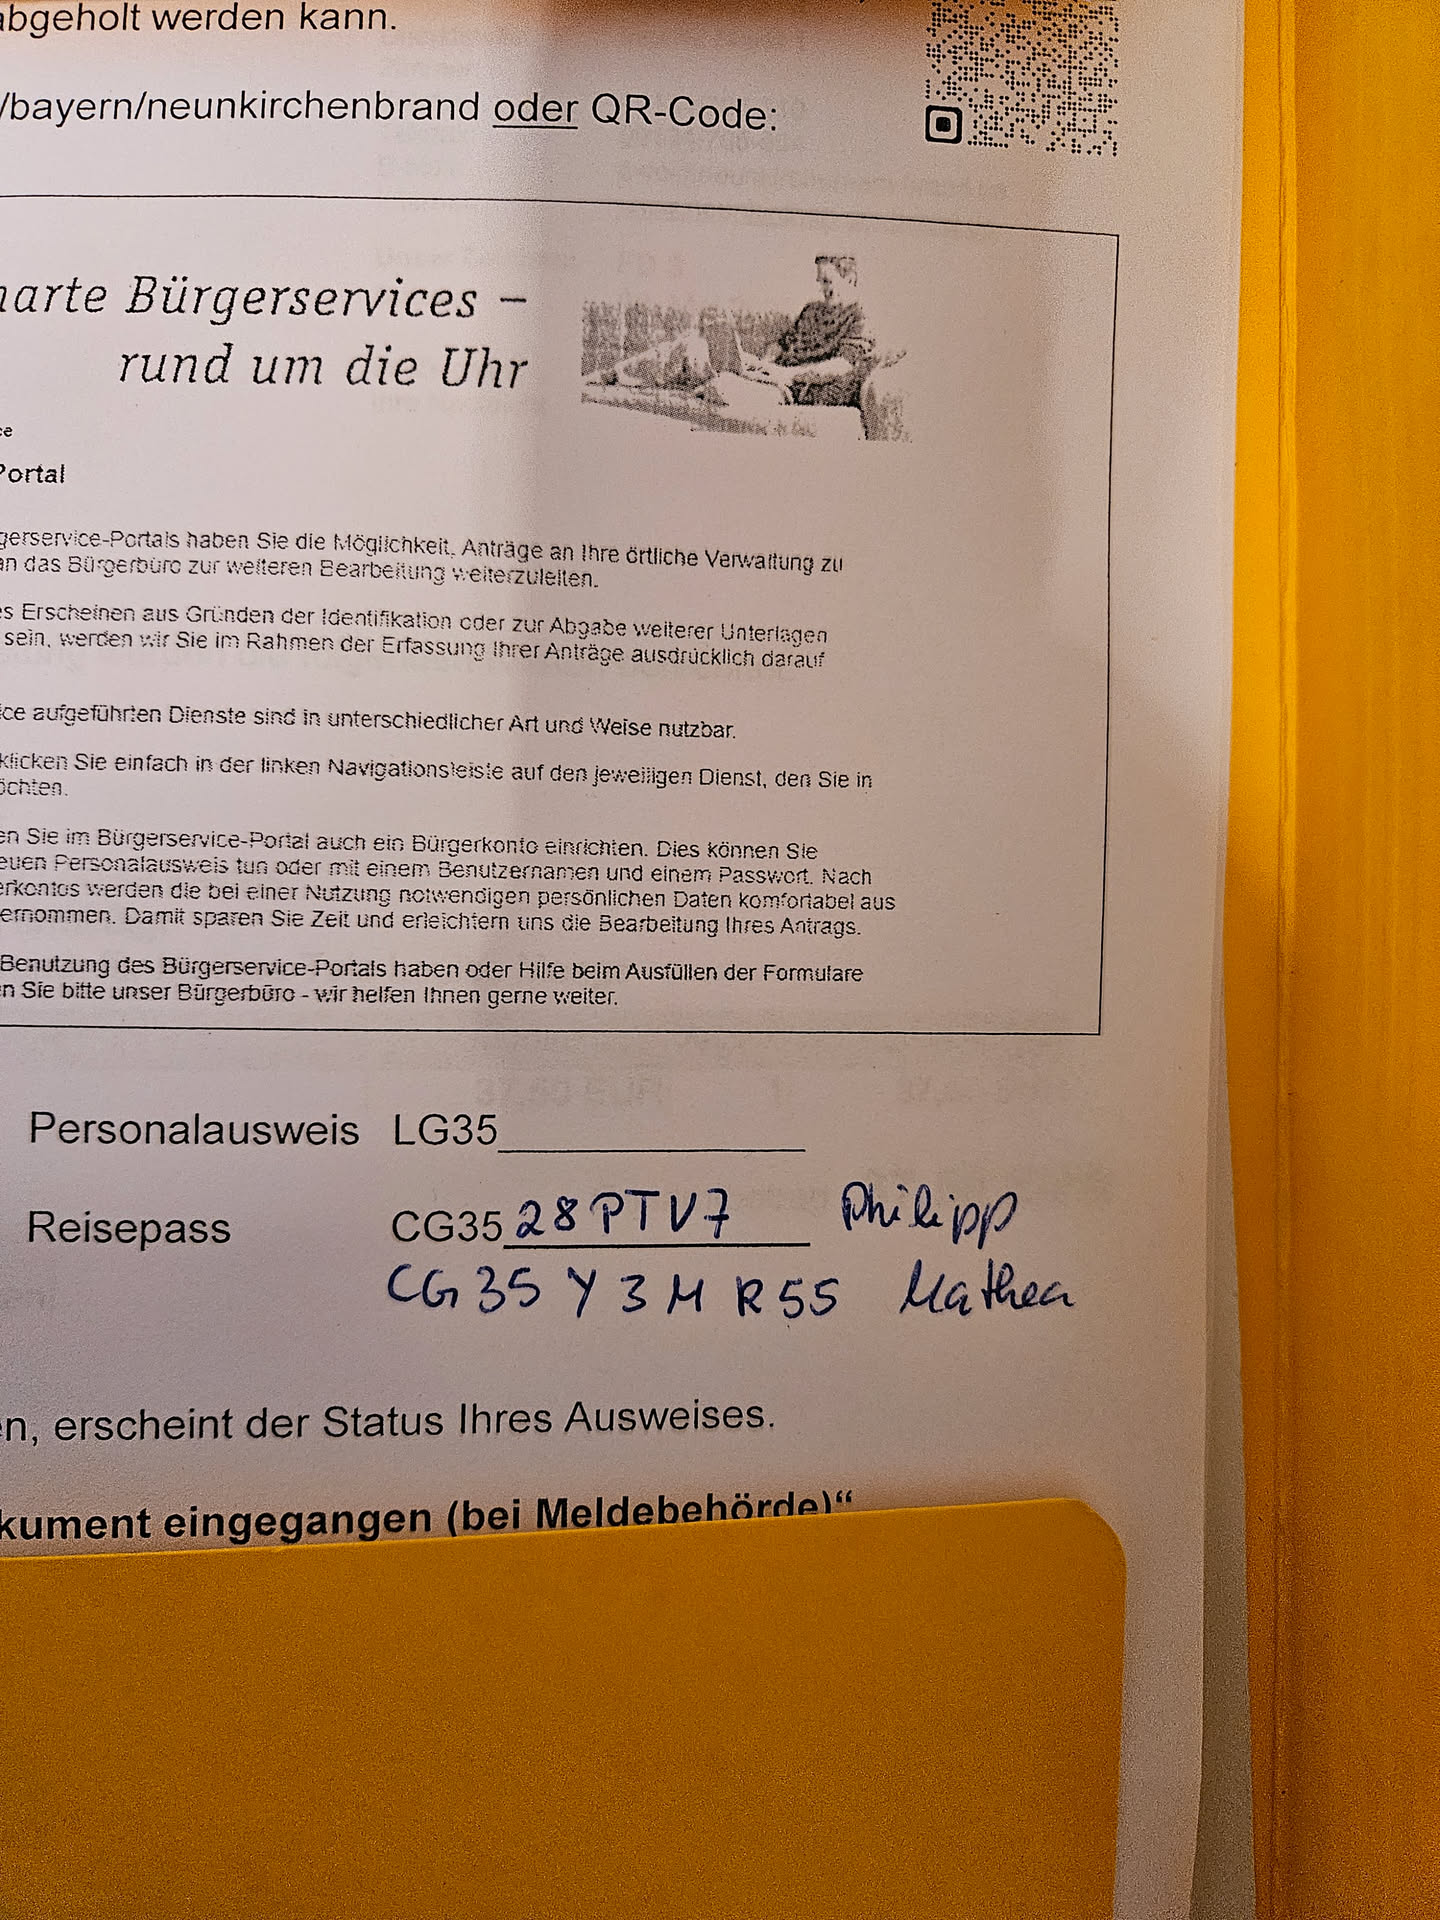 abgeholt werden kann.
/bayern/neunkirchenbrand oder QR-Code:
arte Bürgerservices –
rund um die Uhr
ce
Portal
gerservice-Portals haben Sie die Möglichkeit, Anträge an Ihre örtliche Verwaltung zu
an das Bürgerbüro zur weiteren Bearbeitung weiterzuleiten.
es Erscheinen aus Gründen der Identifikation oder zur Abgabe weiterer Unterlagen
sein, werden wir Sie im Rahmen der Erfassung Ihrer Anträge ausdrücklich darauf
ice aufgeführten Dienste sind in unterschiedlicher Art und Weise nutzbar.
klicken Sie einfach in der linken Navigationsleiste auf den jeweiligen Dienst, den Sie in
öchten.
en Sie im Bürgerservice-Portal auch ein Bürgerkonto einrichten. Dies können Sie
euen Personalausweis tun oder mit einem Benutzernamen und einem Passwort. Nach
erkontos werden die bei einer Nutzung notwendigen persönlichen Daten komfortabel aus
ernommen. Damit sparen Sie Zeit und erleichtern uns die Bearbeitung Ihres Antrags.
Benutzung des Bürgerservice-Portals haben oder Hilfe beim Ausfüllen der Formulare
n Sie bitte unser Bürgerbüro - wir helfen Ihnen gerne weiter.
Personalausweis LG35
Reisepass CG35 28PTV7 Philipp
CG35Y3MR55 Mathea
en, erscheint der Status Ihres Ausweises.
kument eingegangen (bei Meldebehörde)“